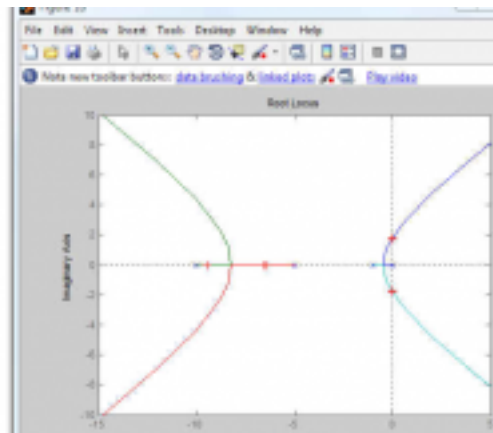 File Edit View Insert Tools Desktop Window Help
Note new toolbar buttons: data brushing & linked plots Play video
Root Locus
10
8
6
4
2
0
-2
-4
-6
-8
-10
Imaginary Axis
-15 -10 -5 0 5